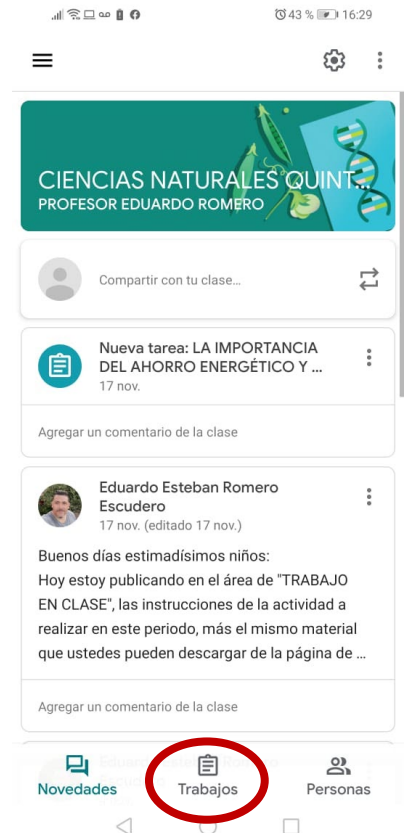 43 % 16:29
CIENCIAS NATURALES QUINT...
PROFESOR EDUARDO ROMERO
Compartir con tu clase...
Nueva tarea: LA IMPORTANCIA
DEL AHORRO ENERGÉTICO Y ...
17 nov.
Agregar un comentario de la clase
Eduardo Esteban Romero
Escudero
17 nov. (editado 17 nov.)
Buenos días estimadísimos niños:
Hoy estoy publicando en el área de "TRABAJO
EN CLASE", las instrucciones de la actividad a
realizar en este periodo, más el mismo material
que ustedes pueden descargar de la página de ...
Agregar un comentario de la clase
Novedades Trabajos Personas